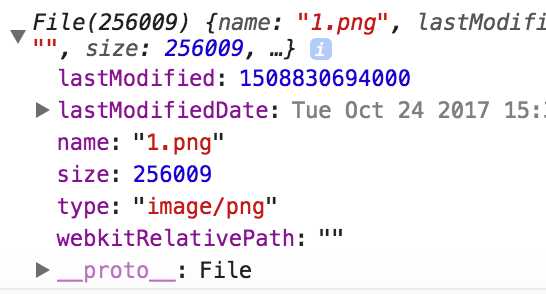 ▼ File(256009) {name: "1.png", lastModifi
"", size: 256009, …} i
lastModified: 1508830694000
▶ lastModifiedDate: Tue Oct 24 2017 15:
name: "1.png"
size: 256009
type: "image/png"
webkitRelativePath: ""
▶ __proto__: File